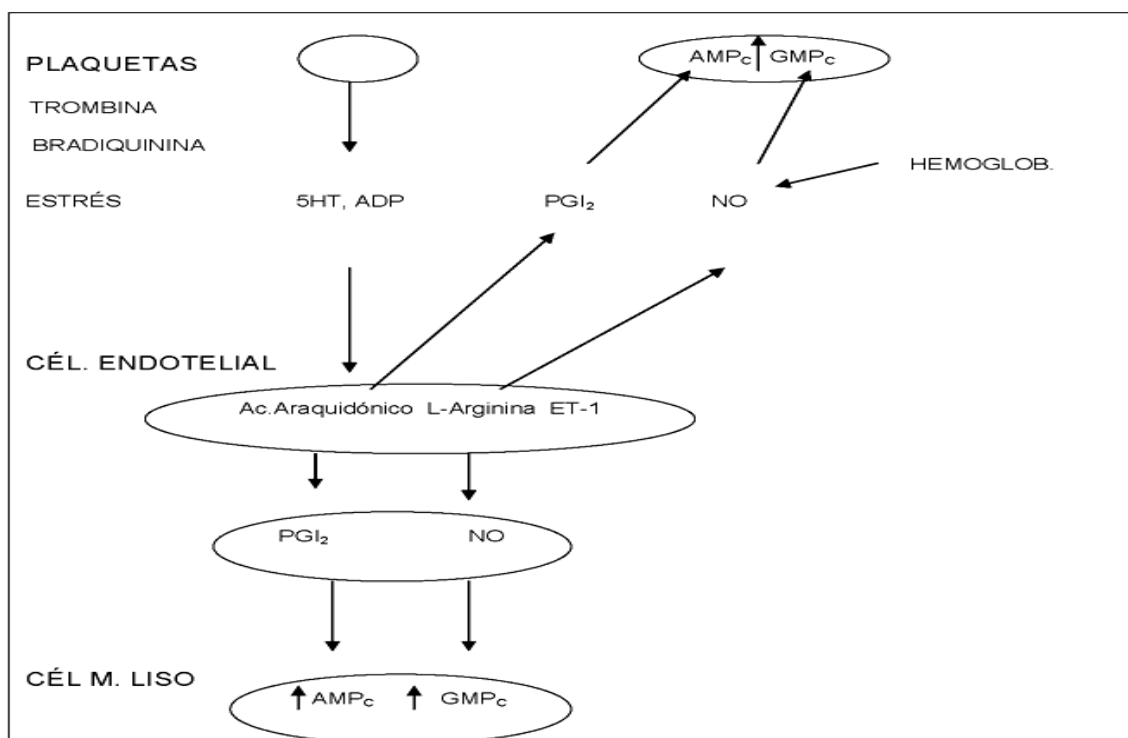 PLAQUETAS
AMPc GMPc
TROMBINA
BRADIQUININA
HEMOGLOB.
ESTRÉS 5HT, ADP PGI₂ NO
CÉL. ENDOTELIAL
Ac.Araquidónico L-Arginina ET-1
PGI₂ NO
CÉL M. LISO
AMPc GMPc